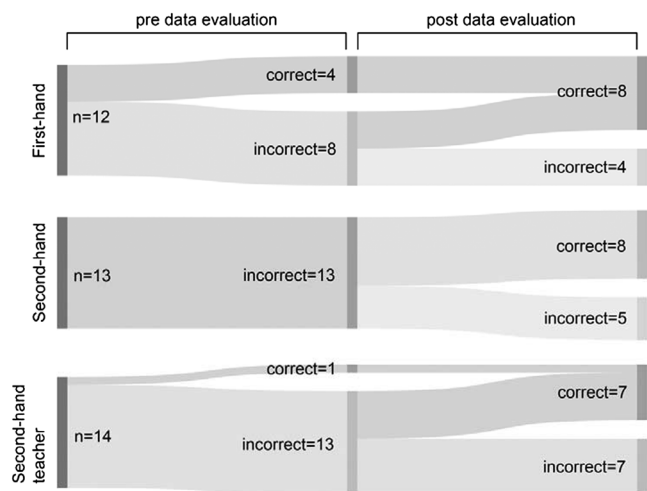 pre data evaluation
post data evaluation
First-hand
n=12
correct=4
incorrect=8
correct=8
incorrect=4
Second-hand
n=13
incorrect=13
correct=8
incorrect=5
Second-hand
teacher
n=14
correct=1
incorrect=13
correct=7
incorrect=7